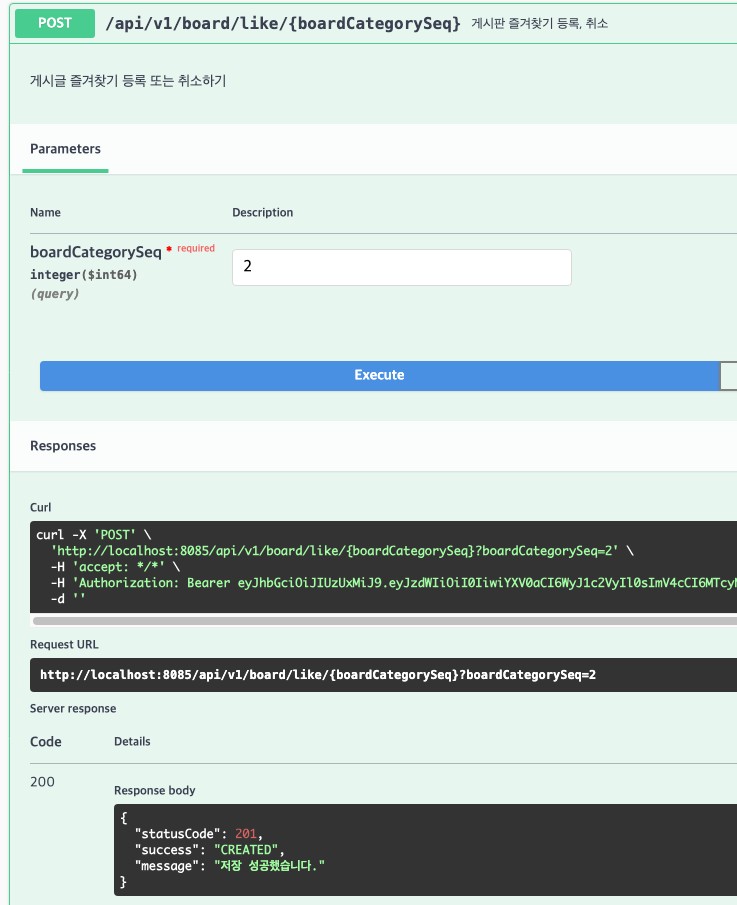 POST /api/v1/board/like/{boardCategorySeq} 게시판 즐겨찾기 등록, 취소
게시글 즐겨찾기 등록 또는 취소하기
Parameters
Name Description
boardCategorySeq * required
integer($int64)
(query)
2
Execute
Responses
Curl
curl -X 'POST' \
'http://localhost:8085/api/v1/board/like/{boardCategorySeq}?boardCategorySeq=2' \
-H 'accept: */*' \
-H 'Authorization: Bearer eyJhbGciOiJIUzUxMiJ9.eyJzdWIiOiI0IiwiYXV0aCI6WyJ1c2VyIl0sImV4cCI6MTcyN
-d ''
Request URL
http://localhost:8085/api/v1/board/like/{boardCategorySeq}?boardCategorySeq=2
Server response
Code Details
200
Response body
{
"statusCode": 201,
"success": "CREATED",
"message": "저장 성공했습니다."
}